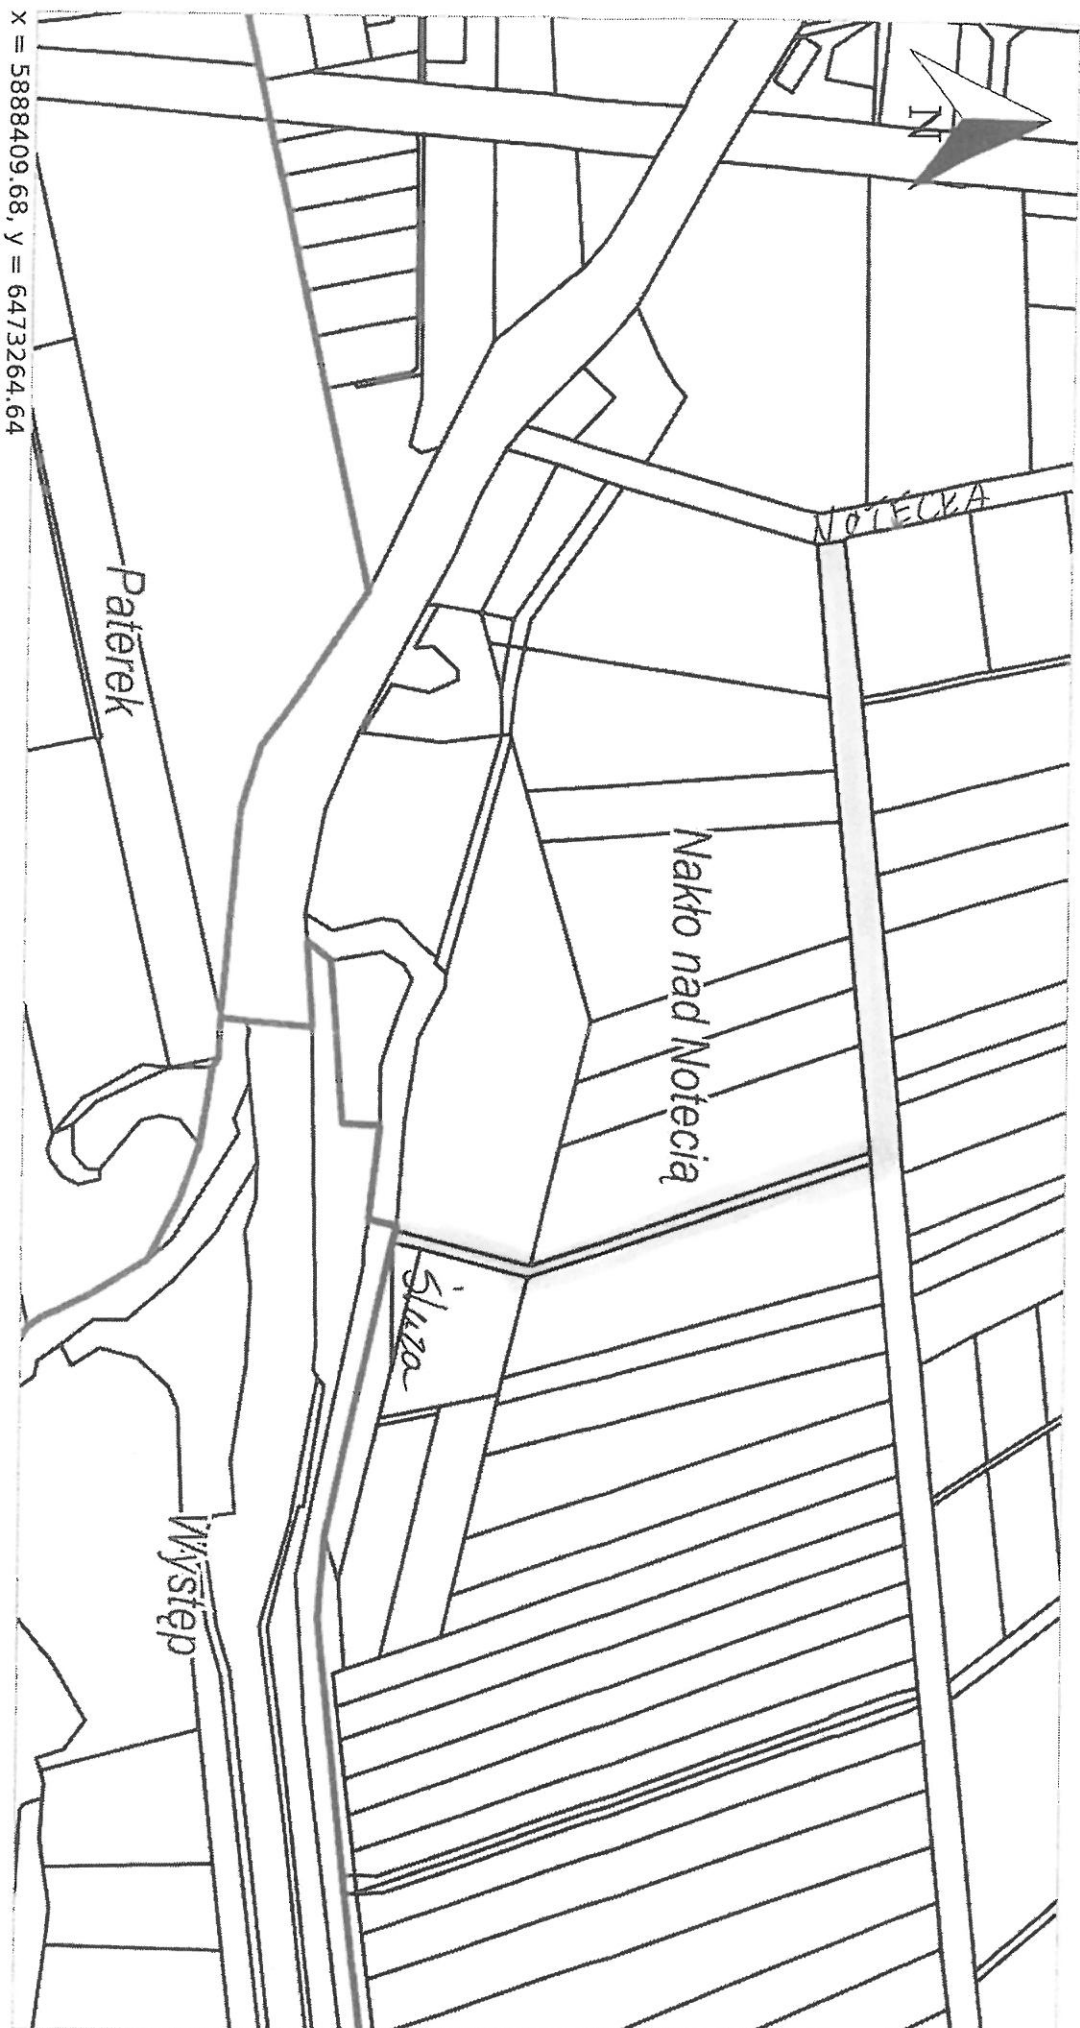 N
NOTECKA
Nakło nad Notecią
Śluza
Paterek
Występ
x = 5888409.68, y = 6473264.64